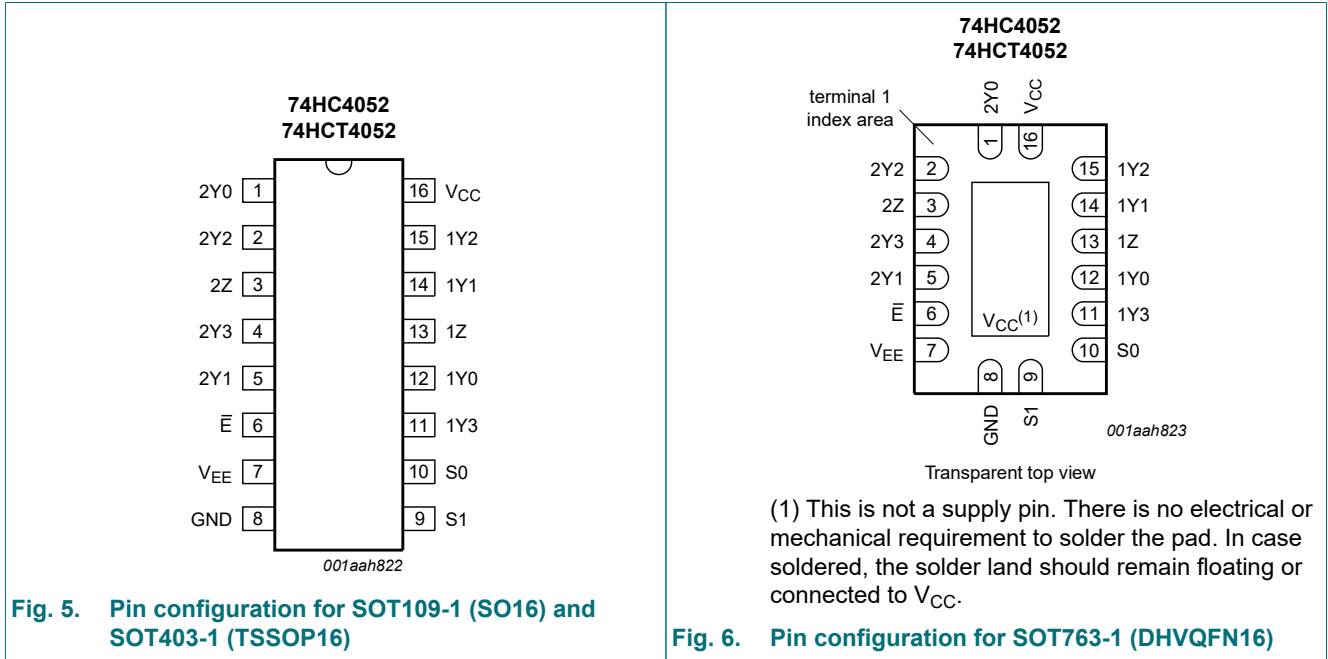 74HC4052
74HCT4052
2Y0 1
16 VCC
2Y2 2
15 1Y2
2Z 3
14 1Y1
2Y3 4
13 1Z
2Y1 5
12 1Y0
E̅ 6
11 1Y3
VEE 7
10 S0
GND 8
9 S1
001aah822
Fig. 5. Pin configuration for SOT109-1 (SO16) and
SOT403-1 (TSSOP16)
74HC4052
74HCT4052
terminal 1
index area
2Y0
VCC
1
16
2Y2 2
15 1Y2
2Z 3
14 1Y1
2Y3 4
13 1Z
2Y1 5
12 1Y0
E̅ 6
11 1Y3
VCC(1)
VEE 7
10 S0
8
9
GND
S1
001aah823
Transparent top view
(1) This is not a supply pin. There is no electrical or
mechanical requirement to solder the pad. In case
soldered, the solder land should remain floating or
connected to VCC.
Fig. 6. Pin configuration for SOT763-1 (DHVQFN16)